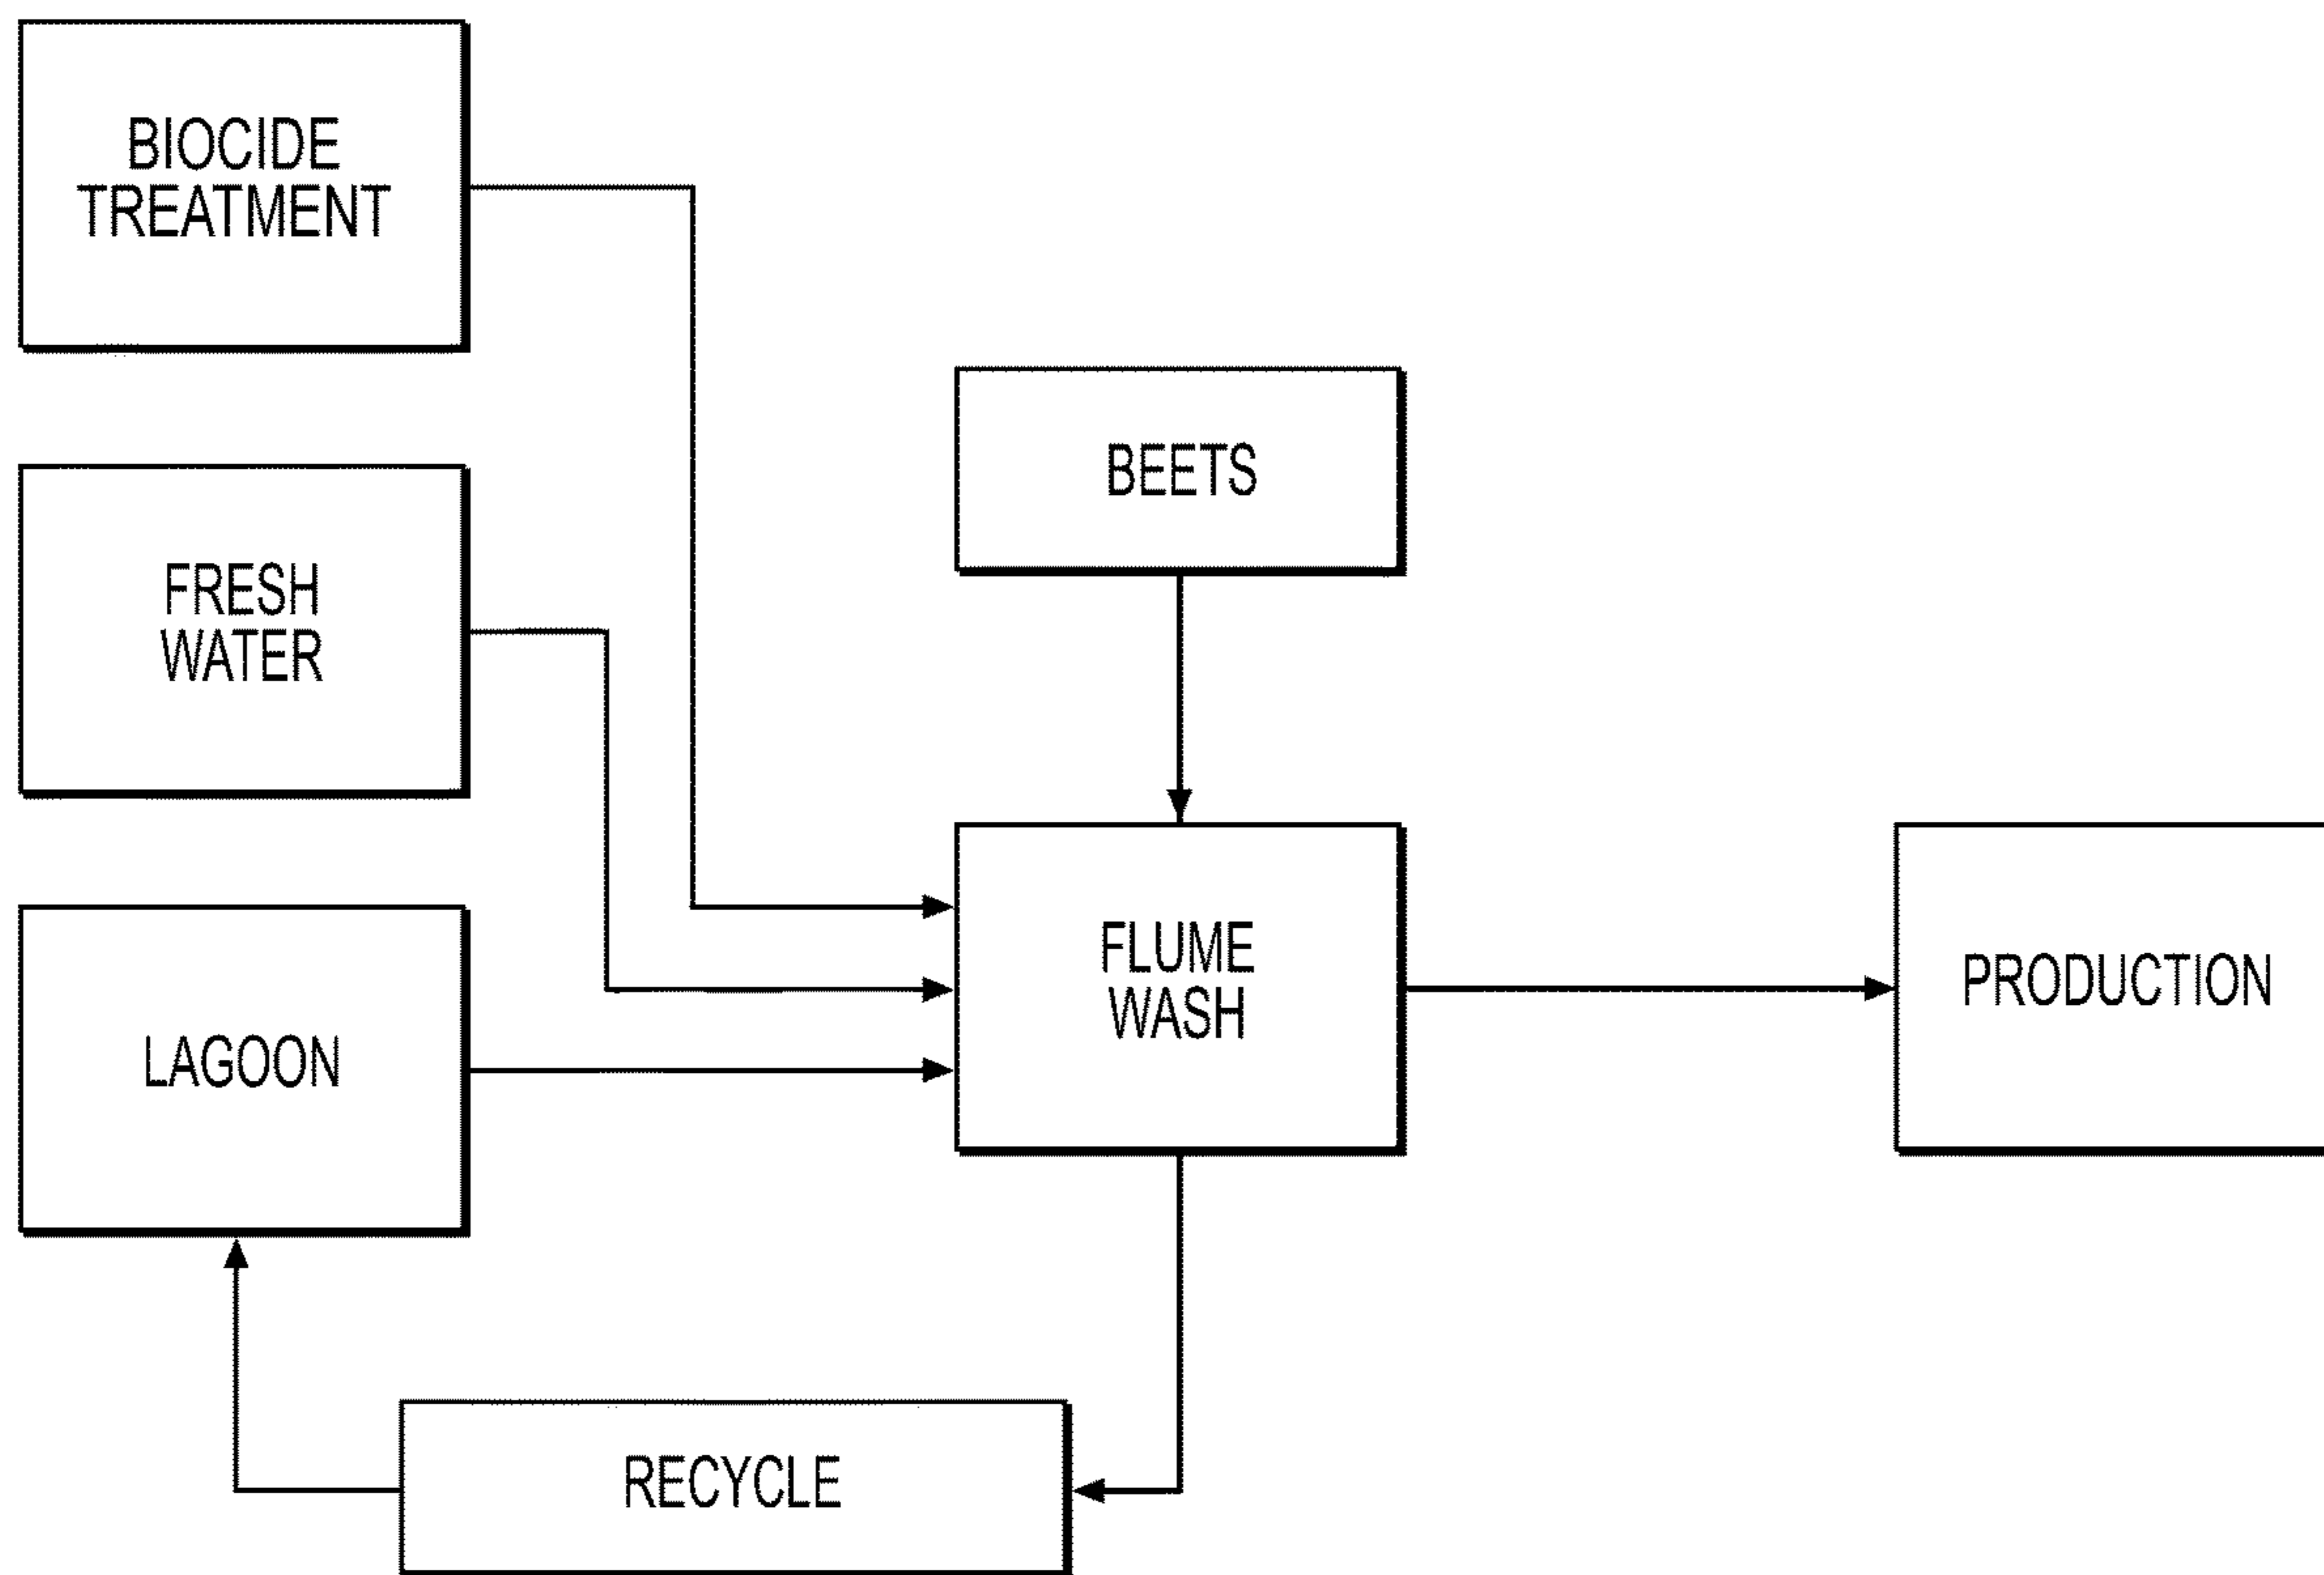 BIOCIDE
TREATMENT
BEETS
FRESH
WATER
FLUME
WASH
PRODUCTION
LAGOON
RECYCLE